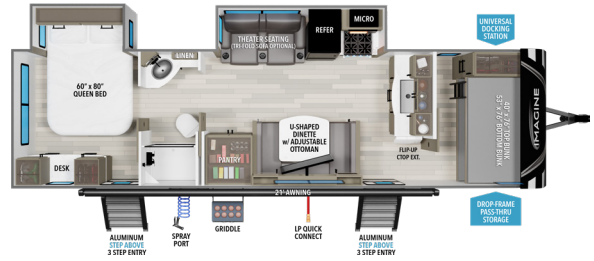 UNIVERSAL
DOCKING
STATION
MICRO
THEATER SEATING
(TRI-FOLD SOFA OPTIONAL)
REFER
LINEN
60" x 80"
QUEEN BED
40" x 76" TOP BUNK
53" x 76" BOTTOM BUNK
IMAGINE
U-SHAPED
DINETTE
w/ ADJUSTABLE
OTTOMAN
FLIP-UP
CTOP EXT.
PANTRY
DESK
21' AWNING
DROP-FRAME
PASS-THRU
STORAGE
ALUMINUM
STEP ABOVE
3 STEP ENTRY
SPRAY
PORT
GRIDDLE
LP QUICK
CONNECT
ALUMINUM
STEP ABOVE
3 STEP ENTRY